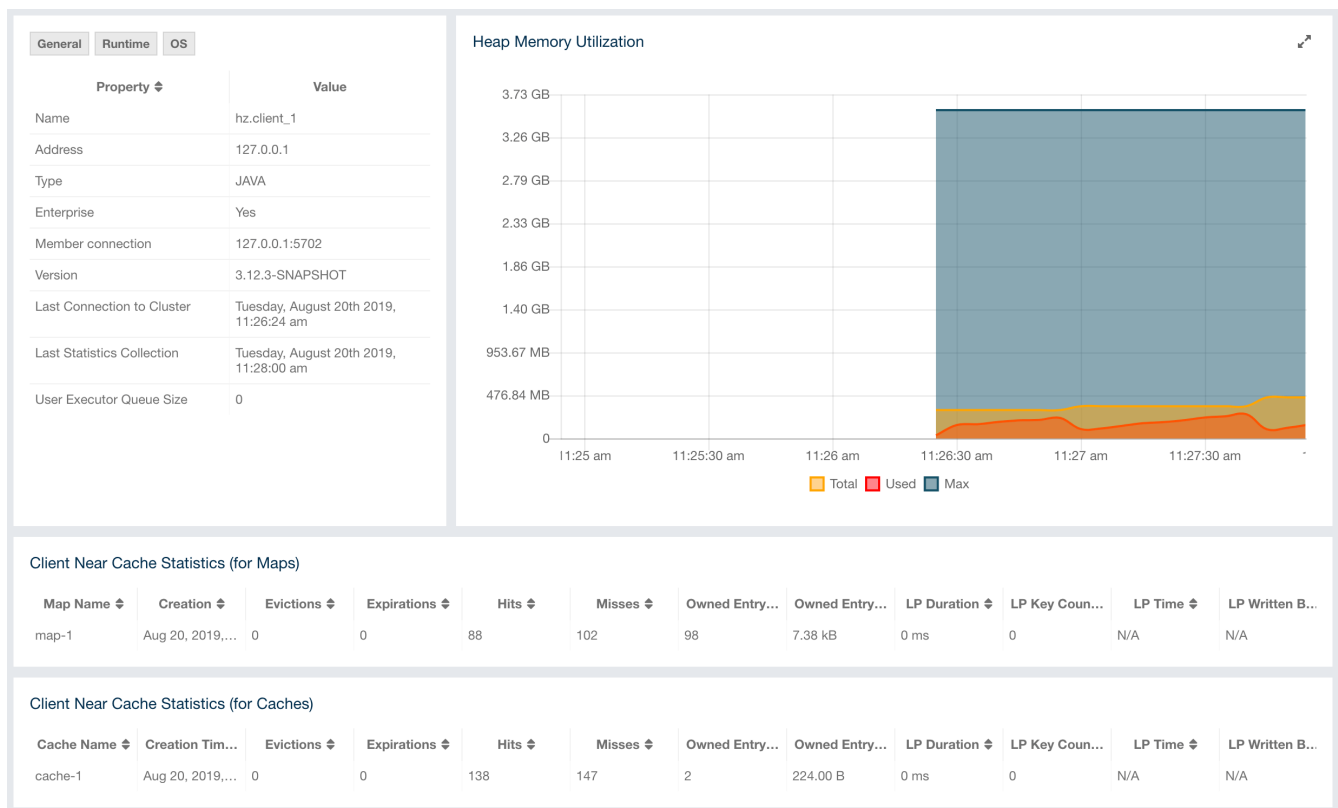 General Runtime OS
Property Value
Name hz.client_1
Address 127.0.0.1
Type JAVA
Enterprise Yes
Member connection 127.0.0.1:5702
Version 3.12.3-SNAPSHOT
Last Connection to Cluster Tuesday, August 20th 2019,
11:26:24 am
Last Statistics Collection Tuesday, August 20th 2019,
11:28:00 am
User Executor Queue Size 0
Heap Memory Utilization
3.73 GB
3.26 GB
2.79 GB
2.33 GB
1.86 GB
1.40 GB
953.67 MB
476.84 MB
0
11:25 am 11:25:30 am 11:26 am 11:26:30 am 11:27 am 11:27:30 am
Total Used Max
Client Near Cache Statistics (for Maps)
Map Name Creation Evictions Expirations Hits Misses Owned Entry... Owned Entry... LP Duration LP Key Coun... LP Time LP Written B...
map-1 Aug 20, 2019,... 0 0 88 102 98 7.38 kB 0 ms 0 N/A N/A
Client Near Cache Statistics (for Caches)
Cache Name Creation Tim... Evictions Expirations Hits Misses Owned Entry... Owned Entry... LP Duration LP Key Coun... LP Time LP Written B...
cache-1 Aug 20, 2019,... 0 0 138 147 2 224.00 B 0 ms 0 N/A N/A